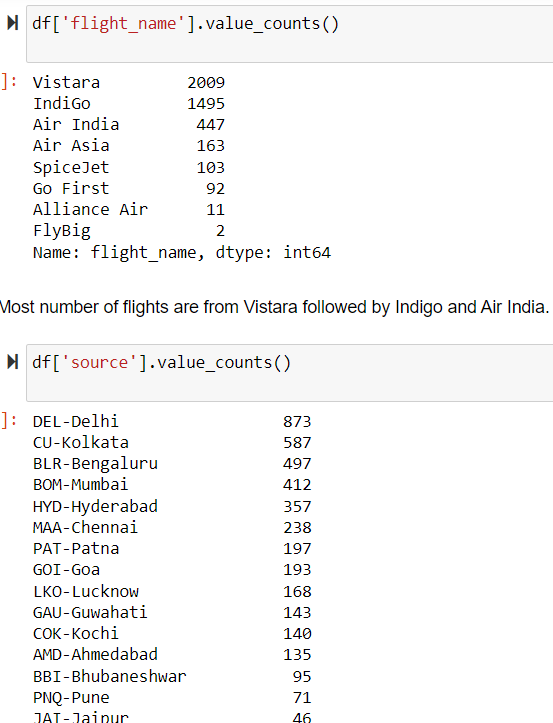 df['flight_name'].value_counts()
]: Vistara 2009
IndiGo 1495
Air India 447
Air Asia 163
SpiceJet 103
Go First 92
Alliance Air 11
FlyBig 2
Name: flight_name, dtype: int64
Most number of flights are from Vistara followed by Indigo and Air India.
df['source'].value_counts()
]: DEL-Delhi 873
CU-Kolkata 587
BLR-Bengaluru 497
BOM-Mumbai 412
HYD-Hyderabad 357
MAA-Chennai 238
PAT-Patna 197
GOI-Goa 193
LKO-Lucknow 168
GAU-Guwahati 143
COK-Kochi 140
AMD-Ahmedabad 135
BBI-Bhubaneshwar 95
PNQ-Pune 71
JAI-Jaipur 46